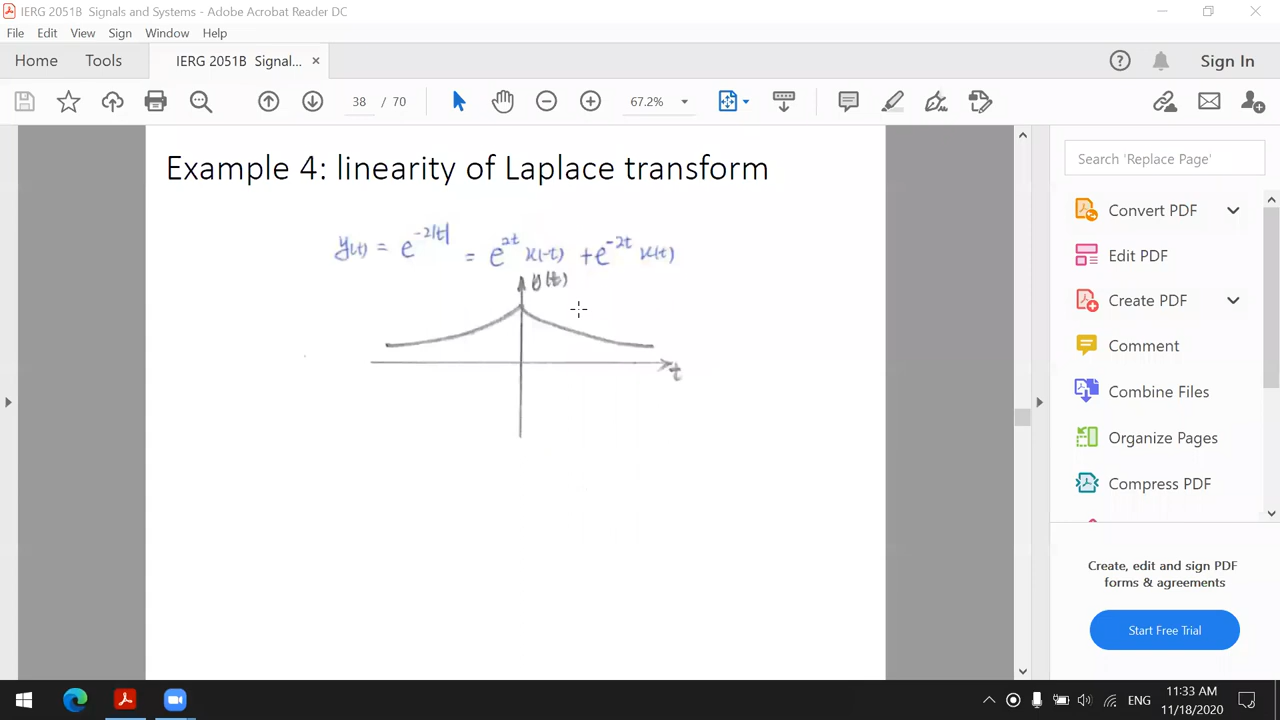 IERG 2051B Signals and Systems - Adobe Acrobat Reader DC
File Edit View Sign Window Help
Home Tools IERG 2051B Signal... × Sign In
38 / 70 67.2%
Example 4: linearity of Laplace transform
y(t) = e^{-2|t|} = e^{2t} x(-t) + e^{-2t} x(t)
y(t)
t
Search 'Replace Page'
Convert PDF
Edit PDF
Create PDF
Comment
Combine Files
Organize Pages
Compress PDF
Create, edit and sign PDF
forms & agreements
Start Free Trial
ENG
11:33 AM
11/18/2020